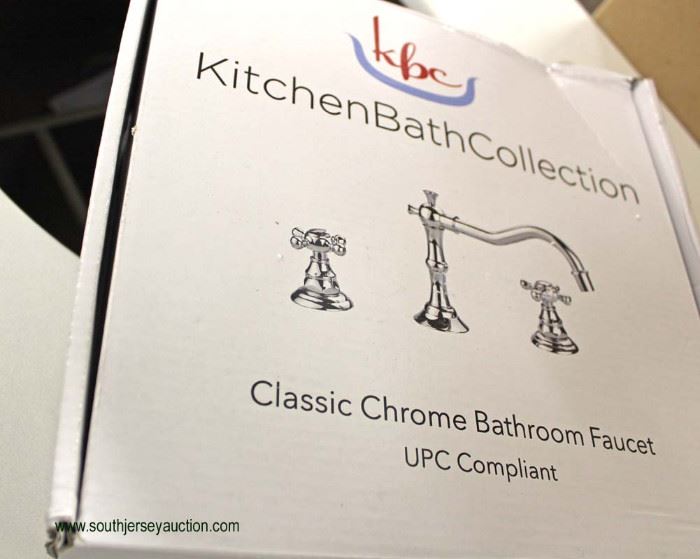 kbc
KitchenBathCollection
Classic Chrome Bathroom Faucet
UPC Compliant
www.southjerseyauction.com